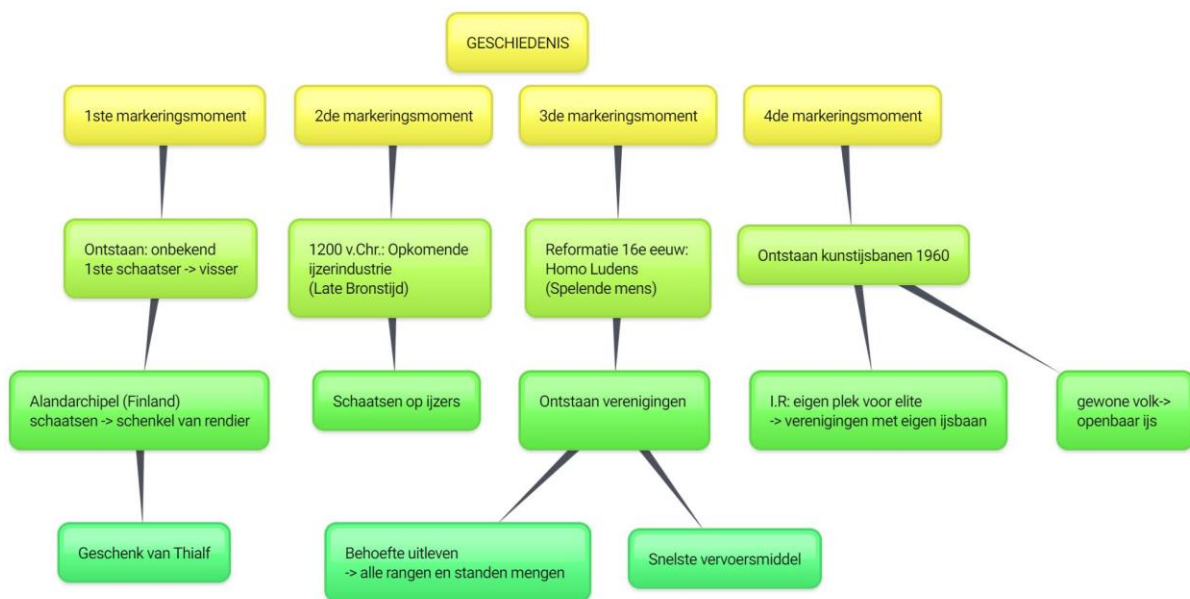 GESCHIEDENIS
1ste markeringsmoment
2de markeringsmoment
3de markeringsmoment
4de markeringsmoment
Ontstaan: onbekend
1ste schaatser -> visser
1200 v.Chr.: Opkomende
ijzerindustrie
(Late Bronstijd)
Reformatie 16e eeuw:
Homo Ludens
(Spelende mens)
Ontstaan kunstijsbanen 1960
Alandarchipel (Finland)
schaatsen -> schenkel van rendier
Schaatsen op ijzers
Ontstaan verenigingen
I.R: eigen plek voor elite
-> verenigingen met eigen ijsbaan
gewone volk->
openbaar ijs
Geschenk van Thialf
Behoefte uitleven
-> alle rangen en standen mengen
Snelste vervoersmiddel